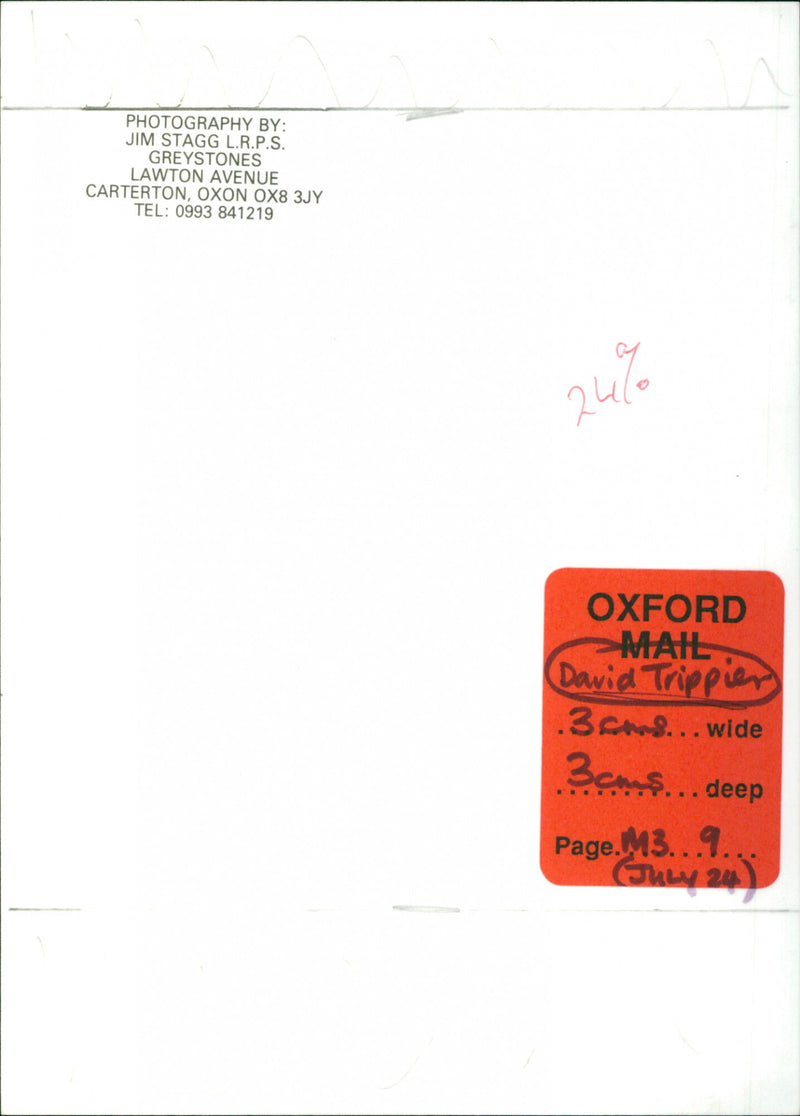 PHOTOGRAPHY BY:
JIM STAGG L.R.P.S.
GREYSTONES
LAWTON AVENUE
CARTERTON, OXON OX8 3JY
TEL: 0993 841219
24%
OXFORD
MAIL
David Trippier
.3cms...wide
3cms...deep
Page.M3...9...
(July 24)